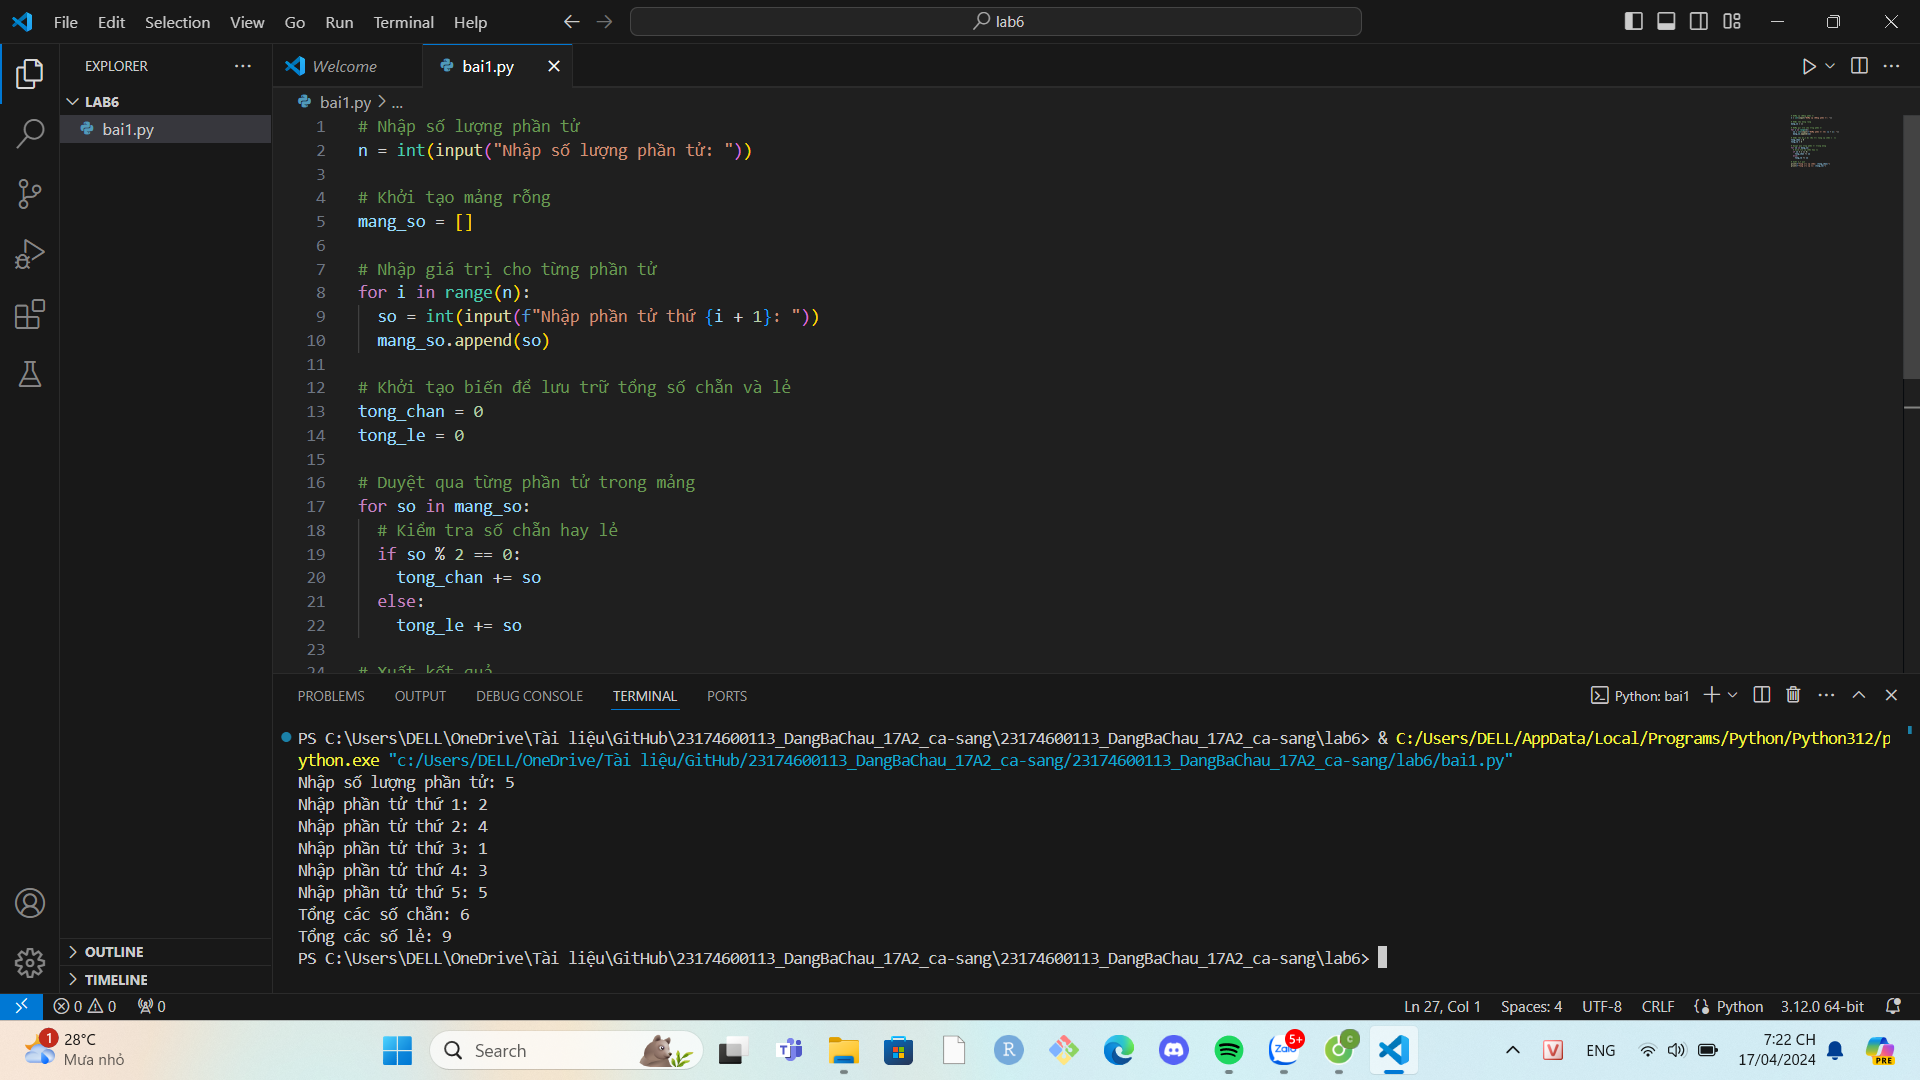 File Edit Selection View Go Run Terminal Help
lab6
EXPLORER
LAB6
bai1.py
OUTLINE
TIMELINE
Welcome
bai1.py
bai1.py > ...
1 # Nhập số lượng phần tử
2 n = int(input("Nhập số lượng phần tử: "))
3
4 # Khởi tạo mảng rỗng
5 mang_so = []
6
7 # Nhập giá trị cho từng phần tử
8 for i in range(n):
9   so = int(input(f"Nhập phần tử thứ {i + 1}: "))
10   mang_so.append(so)
11
12 # Khởi tạo biến để lưu trữ tổng số chẵn và lẻ
13 tong_chan = 0
14 tong_le = 0
15
16 # Duyệt qua từng phần tử trong mảng
17 for so in mang_so:
18   # Kiểm tra số chẵn hay lẻ
19   if so % 2 == 0:
20     tong_chan += so
21   else:
22     tong_le += so
23
24 # Xuất kết quả
PROBLEMS OUTPUT DEBUG CONSOLE TERMINAL PORTS
Python: bai1
PS C:\Users\DELL\OneDrive\Tài liệu\GitHub\23174600113_DangBaChau_17A2_ca-sang\23174600113_DangBaChau_17A2_ca-sang\lab6> & C:/Users/DELL/AppData/Local/Programs/Python/Python312/p
ython.exe "c:/Users/DELL/OneDrive/Tài liệu/GitHub/23174600113_DangBaChau_17A2_ca-sang/23174600113_DangBaChau_17A2_ca-sang/lab6/bai1.py"
Nhập số lượng phần tử: 5
Nhập phần tử thứ 1: 2
Nhập phần tử thứ 2: 4
Nhập phần tử thứ 3: 1
Nhập phần tử thứ 4: 3
Nhập phần tử thứ 5: 5
Tổng các số chẵn: 6
Tổng các số lẻ: 9
PS C:\Users\DELL\OneDrive\Tài liệu\GitHub\23174600113_DangBaChau_17A2_ca-sang\23174600113_DangBaChau_17A2_ca-sang\lab6>
0 0 0
Ln 27, Col 1 Spaces: 4 UTF-8 CRLF Python 3.12.0 64-bit
1
28°C
Mưa nhỏ
Search
R
Zalo
5+
c
V
ENG
7:22 CH
17/04/2024
PRE